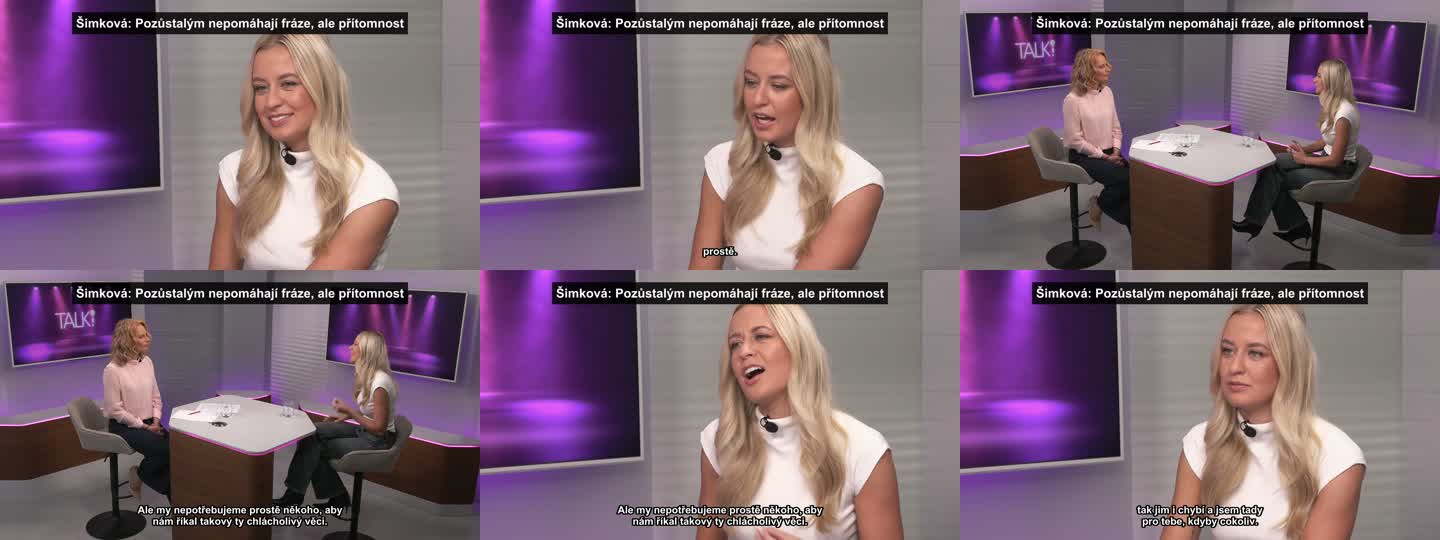 Šimková: Pozůstalým nepomáhají fráze, ale přítomnost
Šimková: Pozůstalým nepomáhají fráze, ale přítomnost
prostě.
Šimková: Pozůstalým nepomáhají fráze, ale přítomnost
TALK!
Šimková: Pozůstalým nepomáhají fráze, ale přítomnost
TALK!
Ale my nepotřebujeme prostě někoho, aby
nám říkal takový ty chlácholivý věci.
Šimková: Pozůstalým nepomáhají fráze, ale přítomnost
Ale my nepotřebujeme prostě někoho, aby
nám říkal takový ty chlácholivý věci.
Šimková: Pozůstalým nepomáhají fráze, ale přítomnost
tak jim i chybí a jsem tady
pro tebe, kdyby cokoliv.